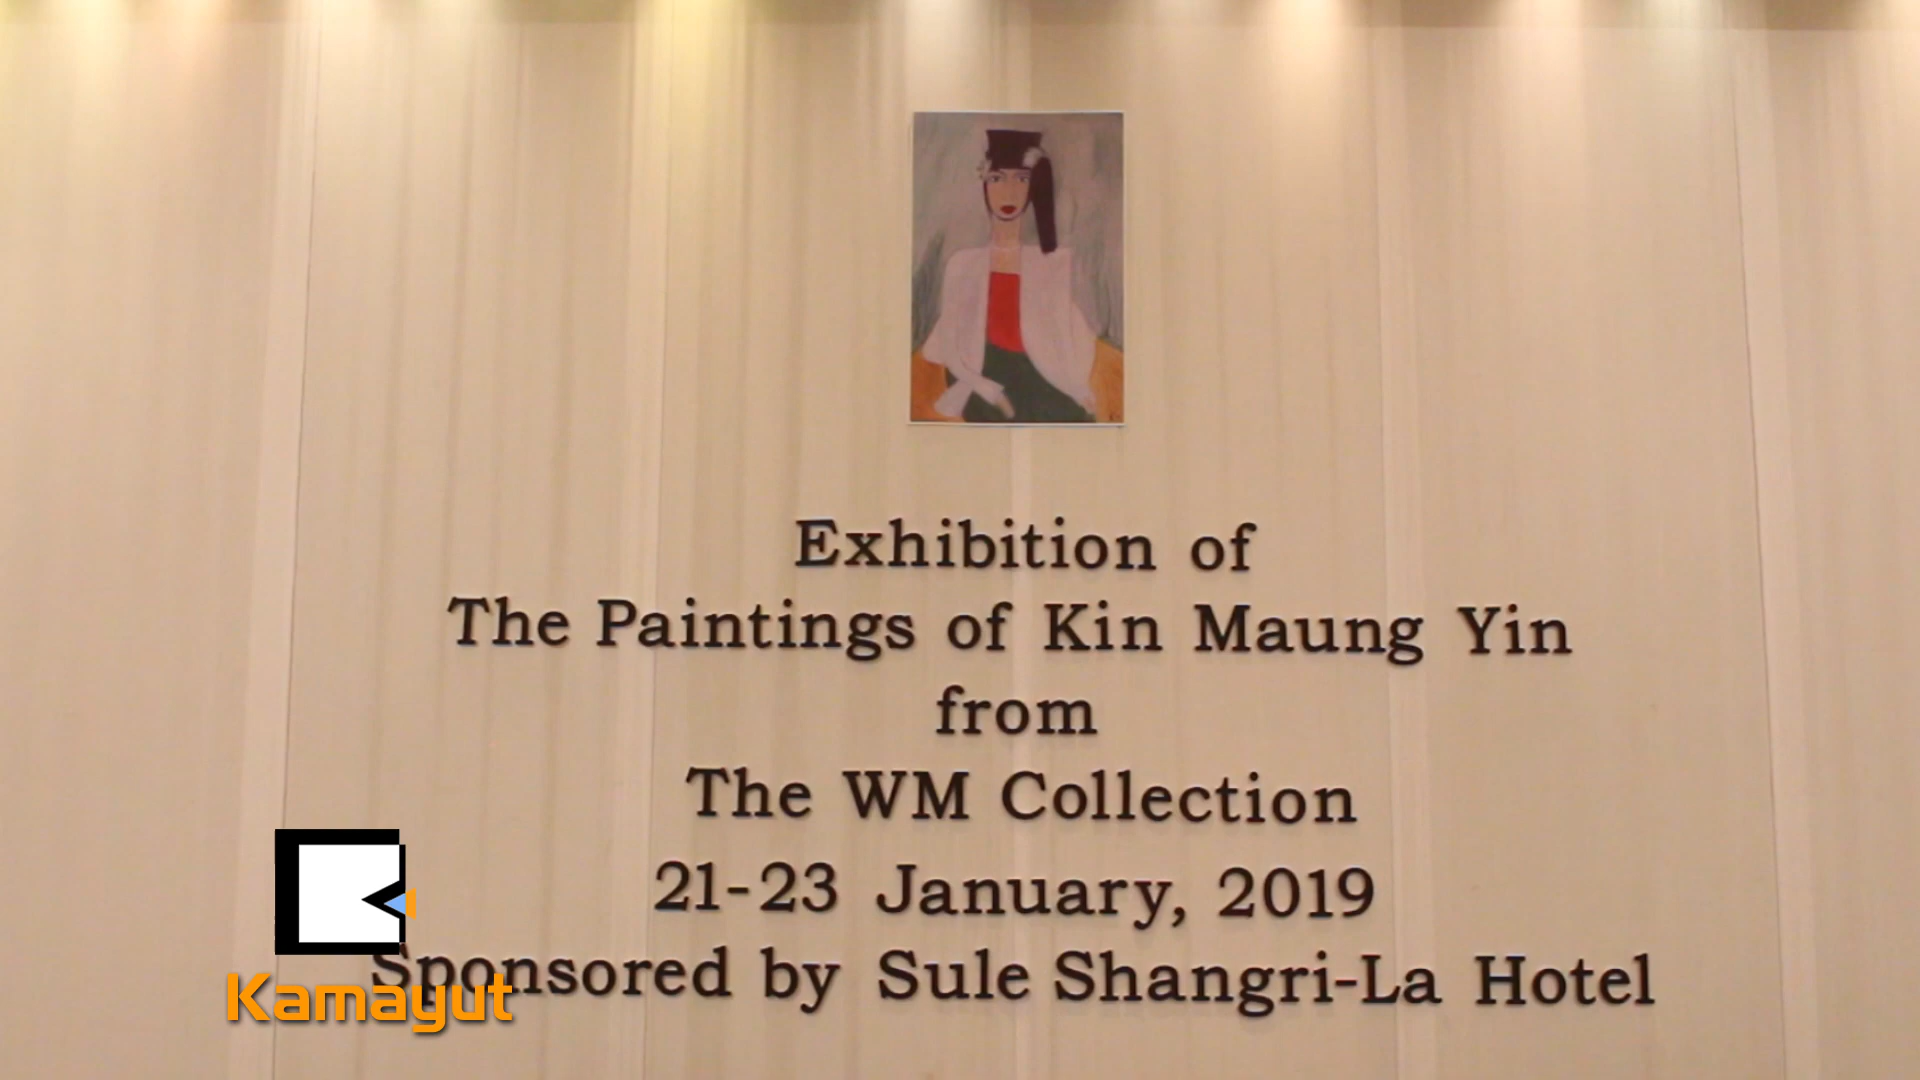 Exhibition of
The Paintings of Kin Maung Yin
from
The WM Collection
21-23 January, 2019
Sponsored by Sule Shangri-La Hotel
Kamayut